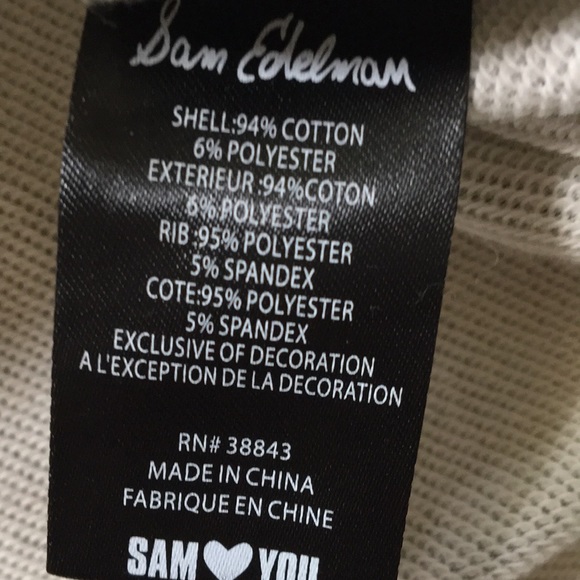 Sam Edelman
SHELL:94% COTTON
6% POLYESTER
EXTERIEUR :94%COTON
6% POLYESTER
RIB :95% POLYESTER
5% SPANDEX
COTE:95% POLYESTER
5% SPANDEX
EXCLUSIVE OF DECORATION
A L'EXCEPTION DE LA DECORATION
RN# 38843
MADE IN CHINA
FABRIQUE EN CHINE
SAM♥YOU